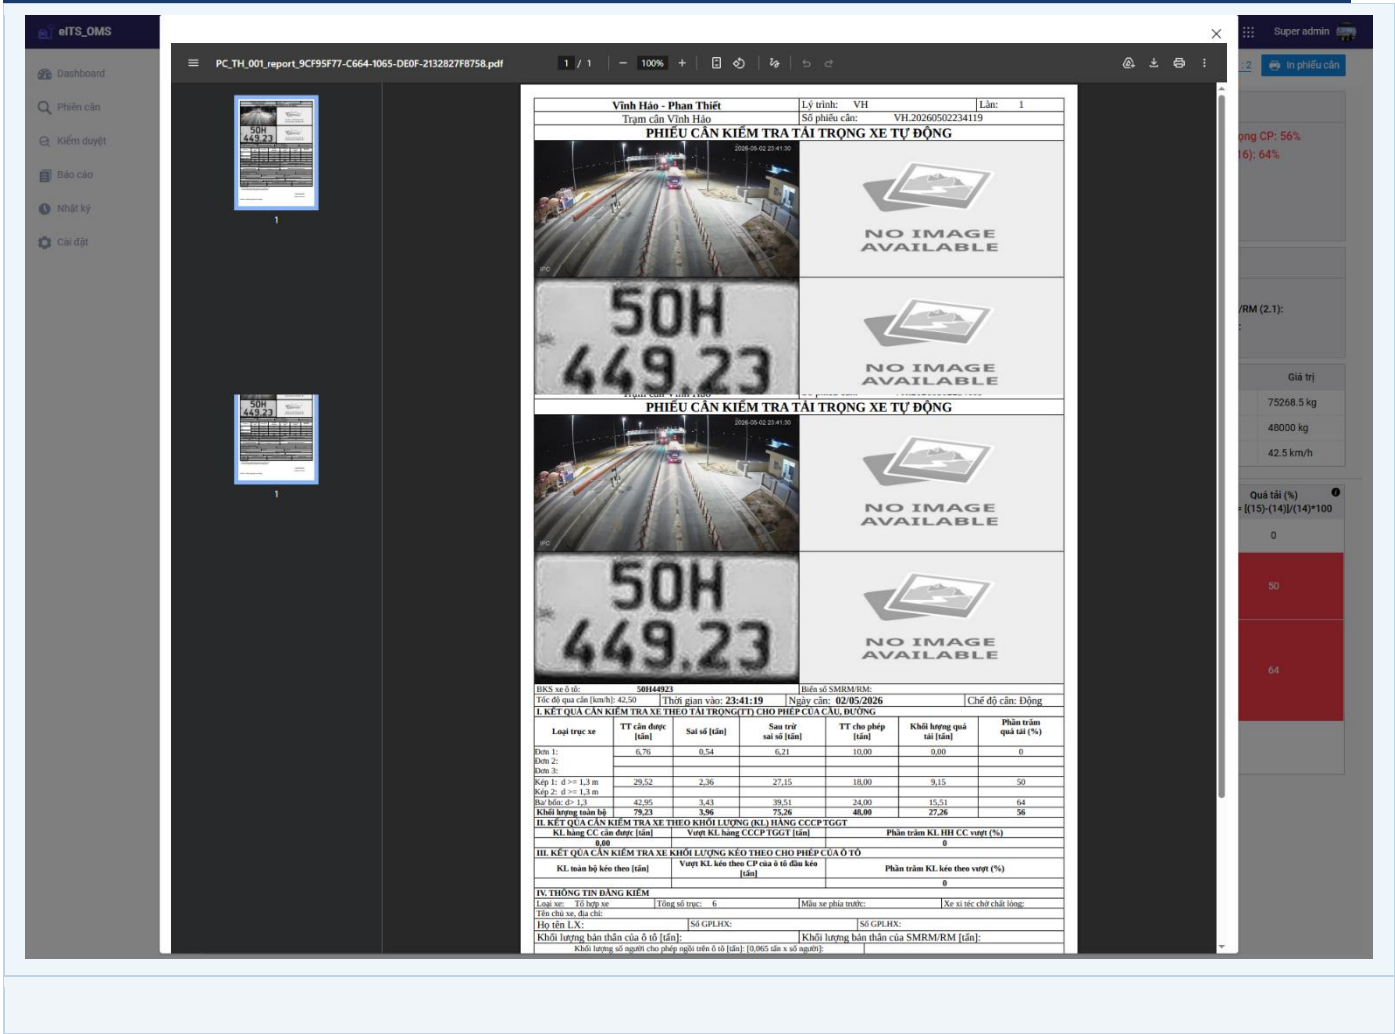 eITS_OMS
Super admin
Dashboard
Phiên cân
Kiểm duyệt
Báo cáo
Nhật ký
Cài đặt
PC_TH_001_report_9CF95F77-C664-1065-DE0F-2132827F8758.pdf
1 / 1
100%
:2
In phiếu cân
1
1
Vĩnh Hảo - Phan Thiết
Lý trình: VH
Làn: 1
Trạm cân Vĩnh Hảo
Số phiếu cân: VH.20260502234119
PHIẾU CÂN KIỂM TRA TẢI TRỌNG XE TỰ ĐỘNG
2026-05-02 23:41:30
IPC
NO IMAGE
AVAILABLE
50H
449.23
NO IMAGE
AVAILABLE
PHIẾU CÂN KIỂM TRA TẢI TRỌNG XE TỰ ĐỘNG
2026-05-02 23:41:30
IPC
NO IMAGE
AVAILABLE
50H
449.23
NO IMAGE
AVAILABLE
BKS xe ô tô: 50H44923
Biển số SMRM/RM:
Tốc độ qua cân [km/h]: 42,50
Thời gian vào: 23:41:19
Ngày cân: 02/05/2026
Chế độ cân: Động
I. KẾT QUẢ CÂN KIỂM TRA XE THEO TẢI TRỌNG(TT) CHO PHÉP CỦA CẦU, ĐƯỜNG
Loại trục xe | TT cân được [tấn] | Sai số [tấn] | Sau trừ sai số [tấn] | TT cho phép [tấn] | Khối lượng quá tải [tấn] | Phần trăm quá tải (%)
Đơn 1: 6,76 0,54 6,21 10,00 0,00 0
Đơn 2:
Đơn 3:
Kép 1: d >= 1,3 m 29,52 2,36 27,15 18,00 9,15 50
Kép 2: d >= 1,3 m
Ba/ bốn: d> 1,3 42,95 3,43 39,51 24,00 15,51 64
Khối lượng toàn bộ 79,23 3,96 75,26 48,00 27,26 56
II. KẾT QỦA CÂN KIỂM TRA XE THEO KHỐI LƯỢNG (KL) HÀNG CCCP TGGT
KL hàng CC cân được [tấn] | Vượt KL hàng CCCP TGGT [tấn] | Phần trăm KL HH CC vượt (%)
0,00 0
III. KẾT QỦA CÂN KIỂM TRA XE KHỐI LƯỢNG KÉO THEO CHO PHÉP CỦA Ô TÔ
KL toàn bộ kéo theo [tấn] | Vượt KL kéo theo CP của ô tô đầu kéo [tấn] | Phần trăm KL kéo theo vượt (%)
0
IV. THÔNG TIN ĐĂNG KIỂM
Loại xe: Tổ hợp xe
Tổng số trục: 6
Mẫu xe phía trước:
Xe xi téc chở chất lỏng:
Tên chủ xe, địa chỉ:
Họ tên LX:
Số GPLHX:
Số GPLHX:
Khối lượng bản thân của ô tô [tấn]:
Khối lượng bản thân của SMRM/RM [tấn]:
Khối lượng số người cho phép ngồi trên ô tô [tấn]: [0,065 tấn x số người]:
ọng CP: 56%
16): 64%
/RM (2.1):
Giá trị
75268.5 kg
48000 kg
42.5 km/h
Quá tải (%)
= [(15)-(14)]/(14)*100
0
50
64